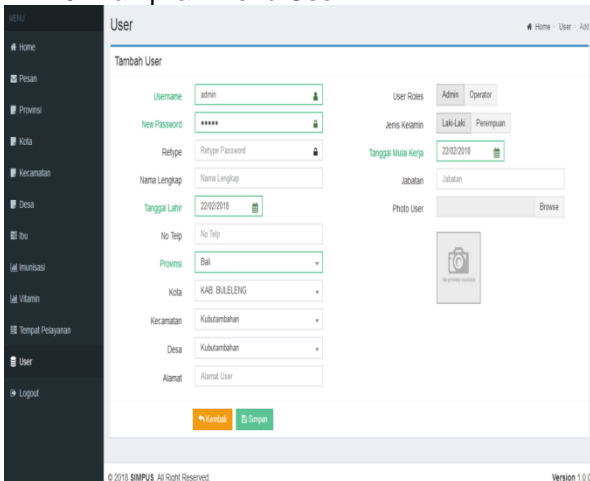 MENU
Home
Pesan
Provinsi
Kota
Kecamatan
Desa
Ibu
Imunisasi
Vitamin
Tempat Pelayanan
User
Logout
User
Home > User > Add
Tambah User
Username admin
New Password •••••
Retype Retype Password
Nama Lengkap Nama Lengkap
Tanggal Lahir 22/02/2018
No Telp No Telp
Provinsi Bali
Kota KAB. BULELENG
Kecamatan Kubutambahan
Desa Kubutambahan
Alamat Alamat User
User Roles Admin Operator
Jenis Kelamin Laki-Laki Perempuan
Tanggal Mulai Kerja 22/02/2018
Jabatan Jabatan
Photo User Browse
Kembali Simpan
© 2018 SIMPUS. All Right Reserved.
Version 1.0.0